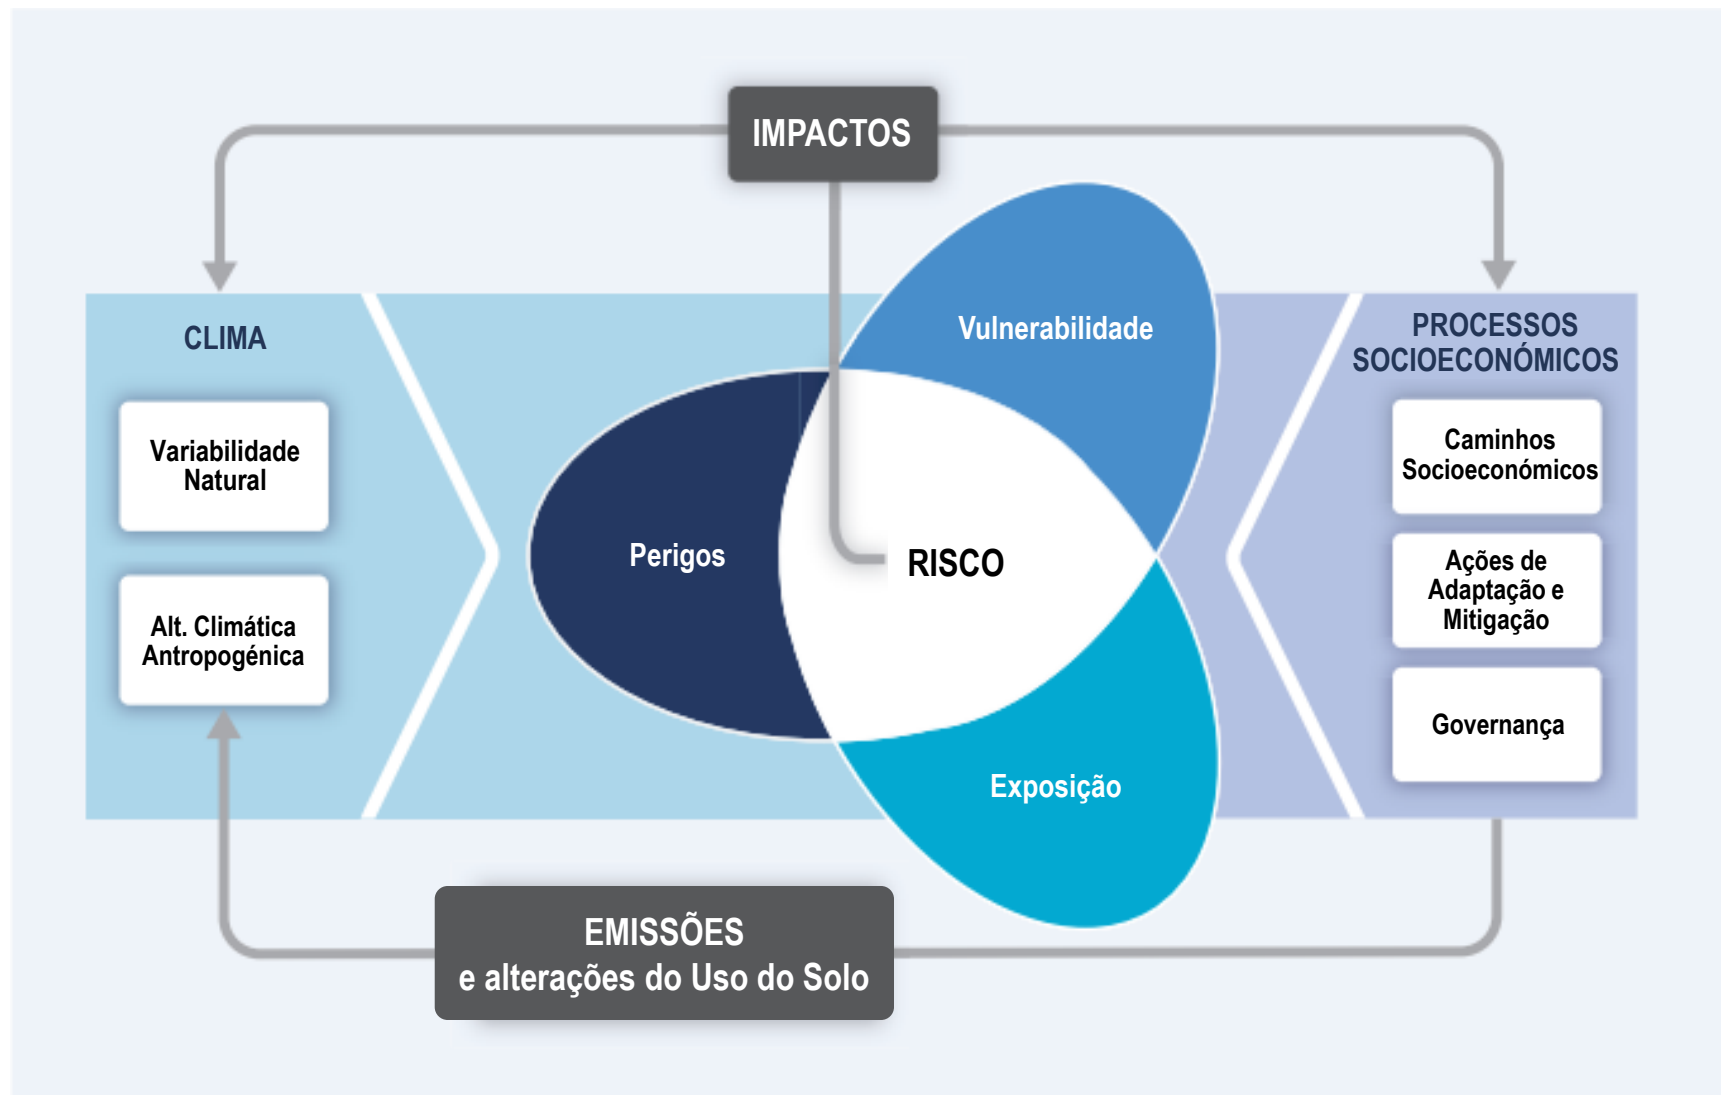 IMPACTOS
CLIMA
Variabilidade
Natural
Alt. Climática
Antropogénica
Perigos
Vulnerabilidade
RISCO
Exposição
PROCESSOS
SOCIOECONÓMICOS
Caminhos
Socioeconómicos
Ações de
Adaptação e
Mitigação
Governança
EMISSÕES
e alterações do Uso do Solo